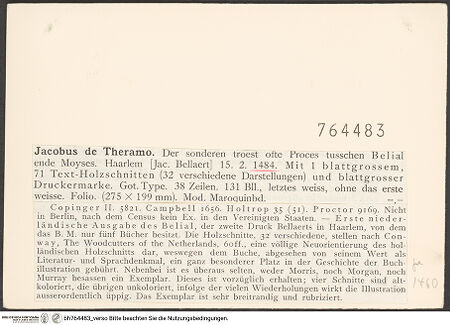 764483
Jacobus de Theramo. Der sonderen troest ofte Proces tusschen Belial
ende Moyses. Haarlem [Jac. Bellaert] 15. 2. 1484. Mit 1 blattgrossem,
71 Text-Holzschnitten (32 verschiedene Darstellungen) und blattgrosser
Druckermarke. Got. Type. 38 Zeilen. 131 Bll., letztes weiss, ohne das erste
weisse. Folio. (275 × 199 mm). Mod. Maroquinbd.
Copinger II. 5821. Campbell 1656. Holtrop 35 (51). Proctor 9169. Nicht
in Berlin, nach dem Census kein Ex. in den Vereinigten Staaten. — Erste nieder-
ländische Ausgabe des Belial, der zweite Druck Bellaerts in Haarlem, von dem
das B. M. nur fünf Bücher besitzt. Die Holzschnitte, 32 verschiedene, stellen nach Con-
way, The Woodcutters of the Netherlands, 60ff., eine völlige Neuorientierung des hol-
ländischen Holzschnitts dar, weswegen dem Buche, abgesehen von seinem Wert als
Literatur- und Sprachdenkmal, ein ganz besonderer Platz in der Geschichte der Buch-
illustration gebührt. Nebenbei ist es überaus selten, weder Morris, noch Morgan, noch
Murray besassen ein Exemplar. Dieses ist vorzüglich erhalten; vier Schnitte sind alt-
koloriert, die übrigen unkoloriert, infolge der vielen Wiederholungen wirkt die Illustration
ausserordentlich üppig. Das Exemplar ist sehr breitrandig und rubriziert.
1480
bh764483_verso Bitte beachten Sie die Nutzungsbedingungen.